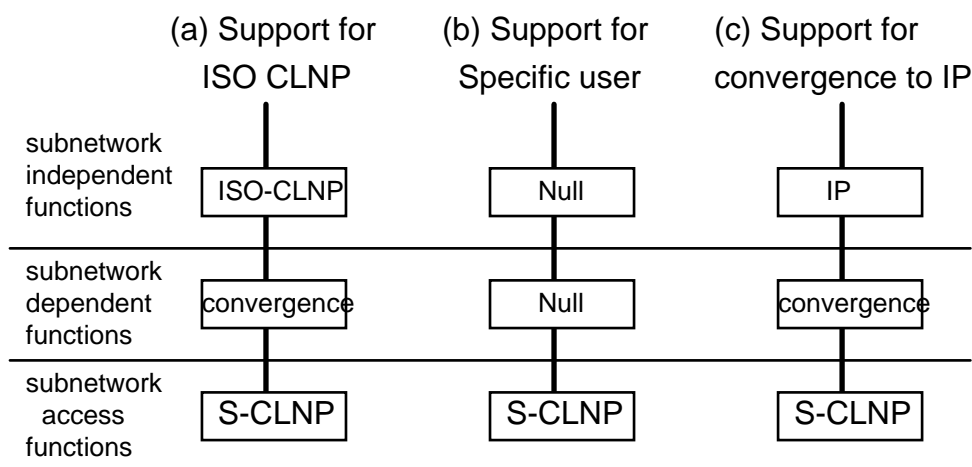 (a) Support for
ISO CLNP
(b) Support for
Specific user
(c) Support for
convergence to IP
subnetwork
independent
functions
ISO-CLNP
Null
IP
subnetwork
dependent
functions
convergence
Null
convergence
subnetwork
access
functions
S-CLNP
S-CLNP
S-CLNP